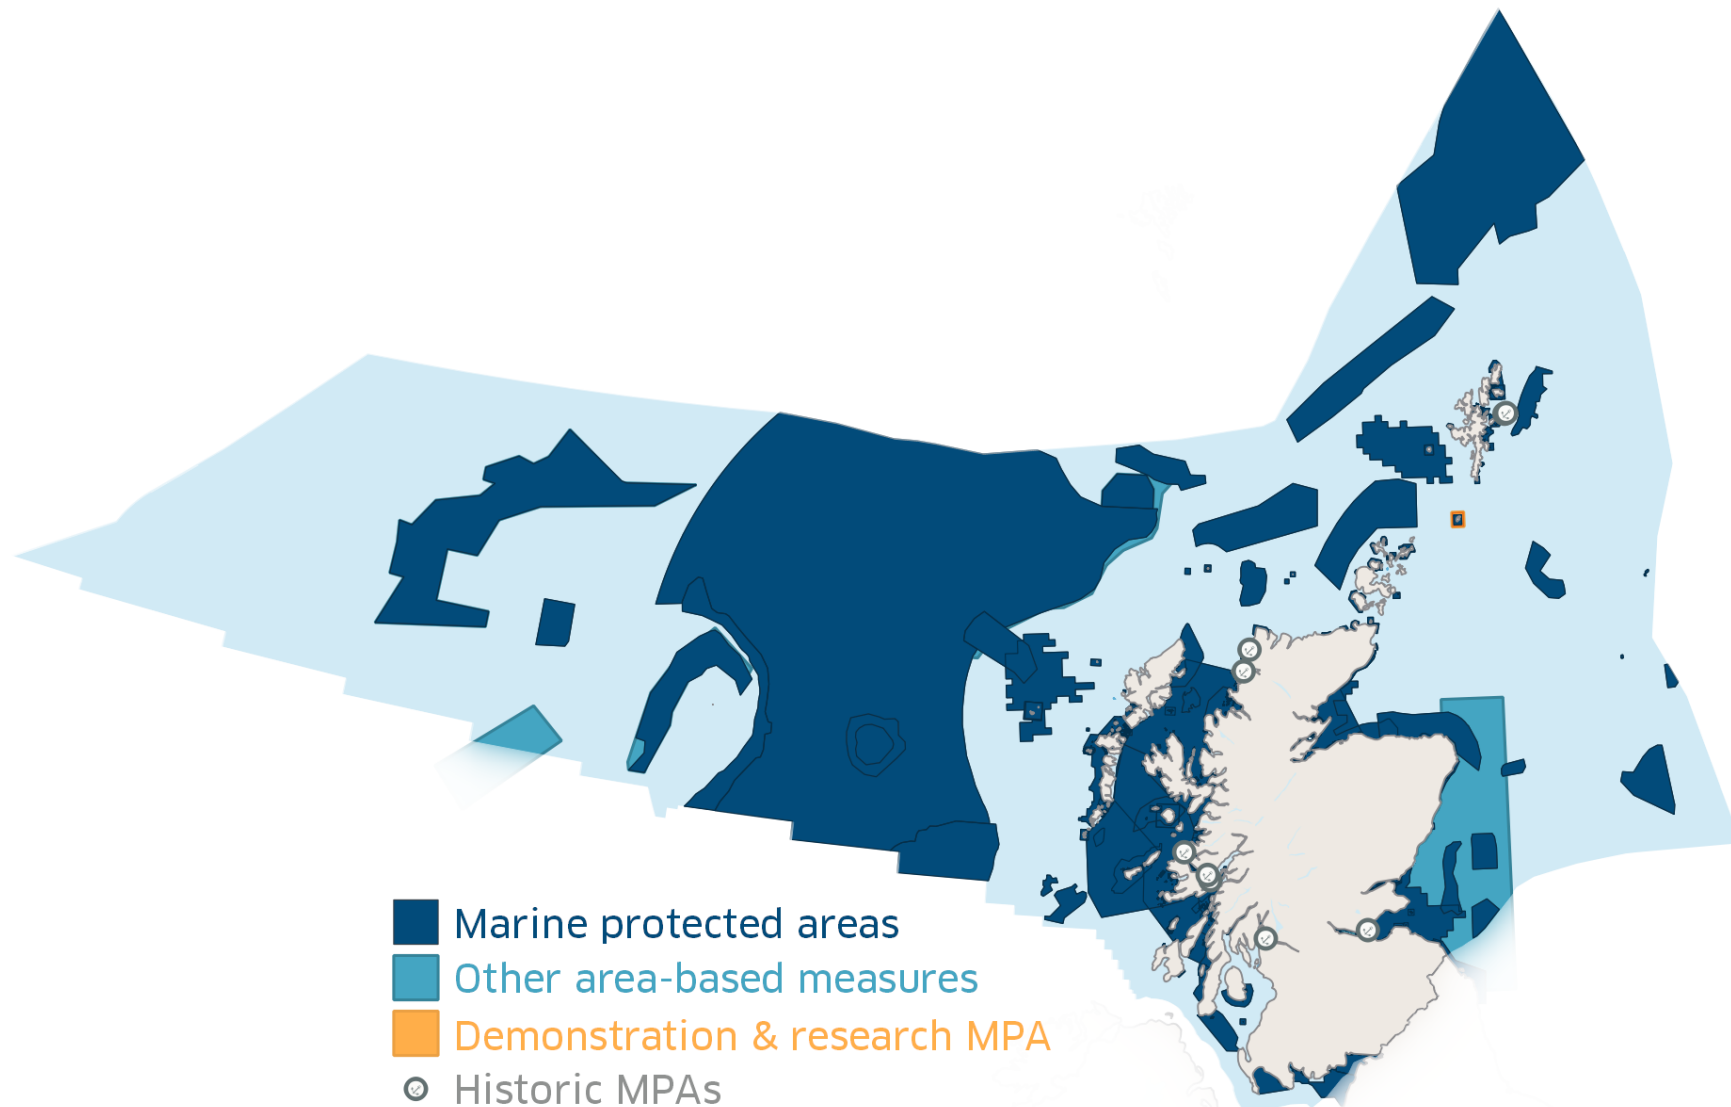 Marine protected areas
Other area-based measures
Demonstration & research MPA
Historic MPAs